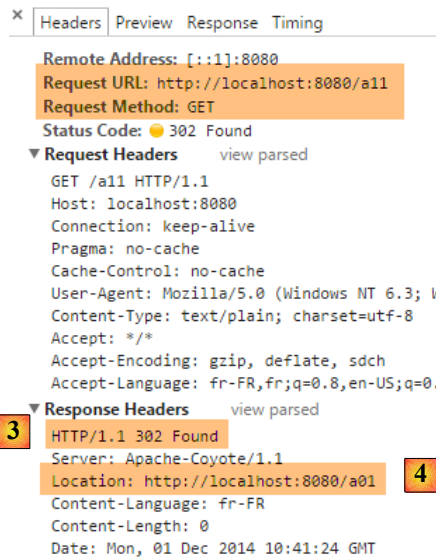 × Headers Preview Response Timing
Remote Address: [::1]:8080
Request URL: http://localhost:8080/a11
Request Method: GET
Status Code: 302 Found
▼ Request Headers view parsed
GET /a11 HTTP/1.1
Host: localhost:8080
Connection: keep-alive
Pragma: no-cache
Cache-Control: no-cache
User-Agent: Mozilla/5.0 (Windows NT 6.3;
Content-Type: text/plain; charset=utf-8
Accept: */*
Accept-Encoding: gzip, deflate, sdch
Accept-Language: fr-FR,fr;q=0.8,en-US;q=0.
▼ Response Headers view parsed
3 HTTP/1.1 302 Found
Server: Apache-Coyote/1.1
Location: http://localhost:8080/a01 4
Content-Language: fr-FR
Content-Length: 0
Date: Mon, 01 Dec 2014 10:41:24 GMT